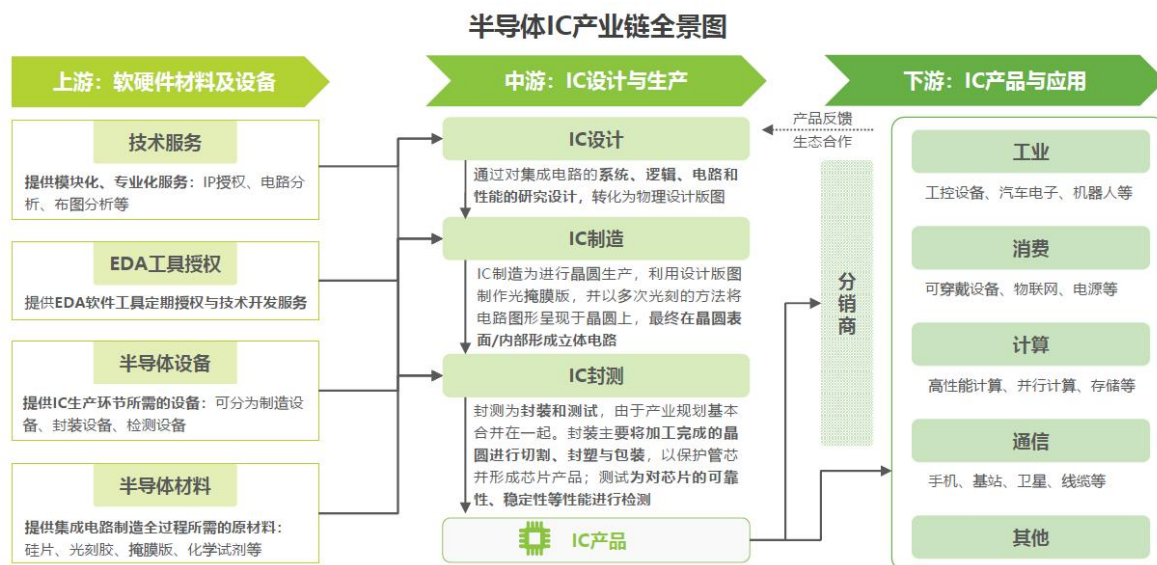 半导体IC产业链全景图
上游：软硬件材料及设备
技术服务
提供模块化、专业化服务：IP授权、电路分
析、布图分析等
EDA工具授权
提供EDA软件工具定期授权与技术开发服务
半导体设备
提供IC生产环节所需的设备：可分为制造设
备、封装设备、检测设备
半导体材料
提供集成电路制造全过程所需的原材料：
硅片、光刻胶、掩膜版、化学试剂等
中游：IC设计与生产
IC设计
通过对集成电路的系统、逻辑、电路和
性能的研究设计，转化为物理设计版图
IC制造
IC制造为进行晶圆生产，利用设计版图
制作光掩膜版，并以多次光刻的方法将
电路图形呈现于晶圆上，最终在晶圆表
面/内部形成立体电路
IC封测
封测为封装和测试，由于产业规划基本
合并在一起。封装主要将加工完成的晶
圆进行切割、封塑与包装，以保护管芯
并形成芯片产品；测试为对芯片的可靠
性、稳定性等性能进行检测
IC产品
产品反馈
生态合作
分销商
下游：IC产品与应用
工业
工控设备、汽车电子、机器人等
消费
可穿戴设备、物联网、电源等
计算
高性能计算、并行计算、存储等
通信
手机、基站、卫星、线缆等
其他